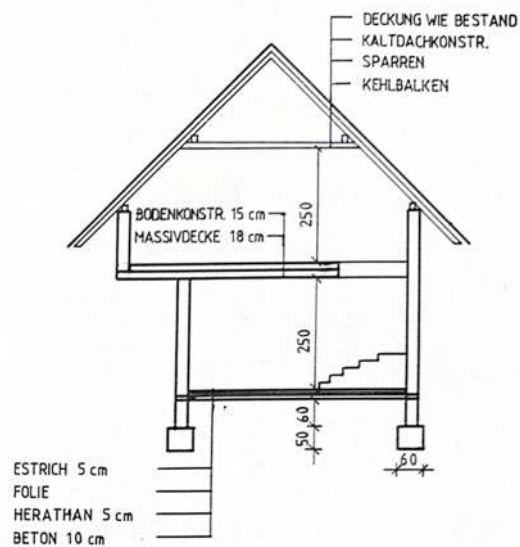 DECKUNG WIE BESTAND
KALTDACHKONSTR.
SPARREN
KEHLBALKEN
BODENKONSTR. 15 cm
MASSIVDECKE 18 cm
250
250
60
50
60
ESTRICH 5 cm
FOLIE
HERATHAN 5 cm
BETON 10 cm